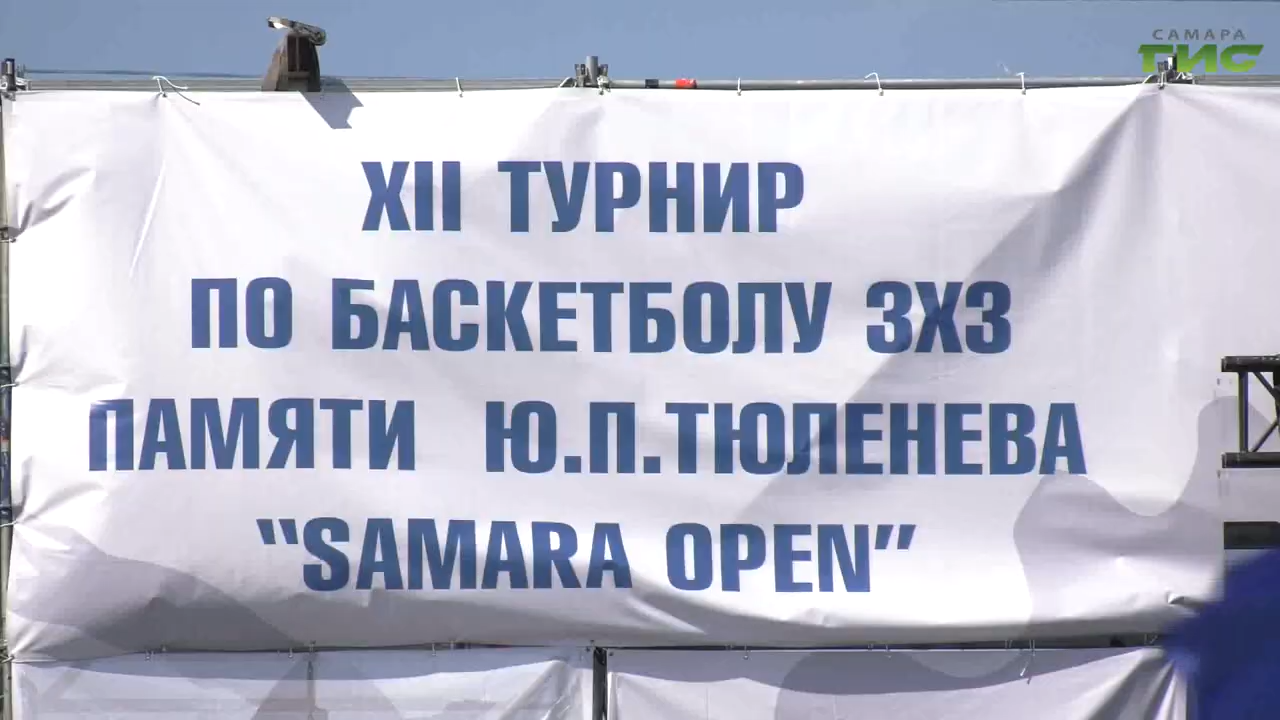 САМАРА
ГИС
XII ТУРНИР
ПО БАСКЕТБОЛУ 3Х3
ПАМЯТИ Ю.П.ТЮЛЕНЕВА
“SAMARA OPEN”